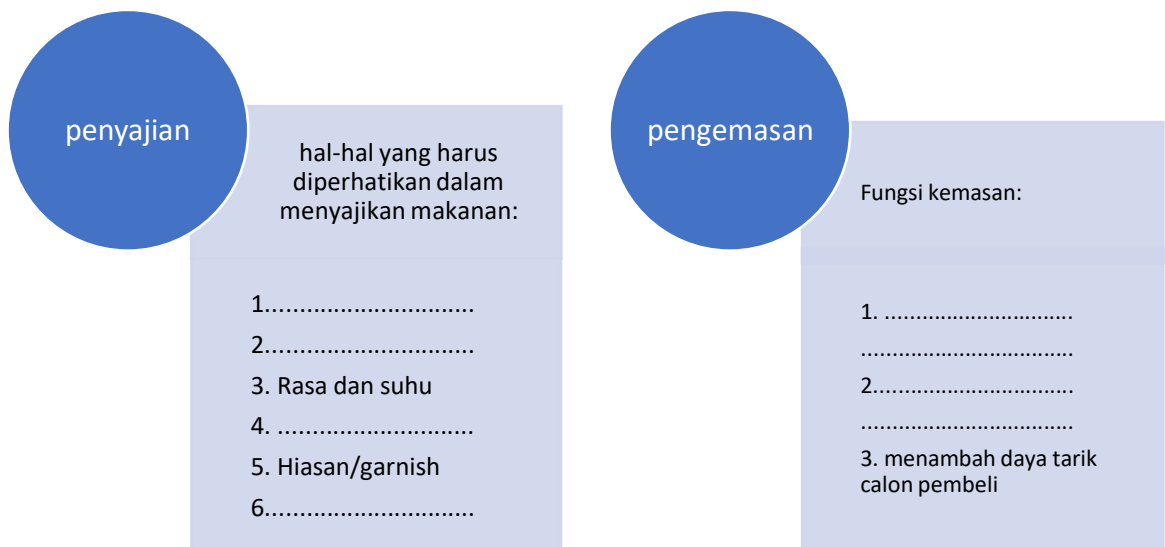 penyajian
hal-hal yang harus
diperhatikan dalam
menyajikan makanan:
1..............................
2..............................
3. Rasa dan suhu
4. ............................
5. Hiasan/garnish
6..............................
pengemasan
Fungsi kemasan:
1. ...............................
.....................................
2................................
.....................................
3. menambah daya tarik
calon pembeli